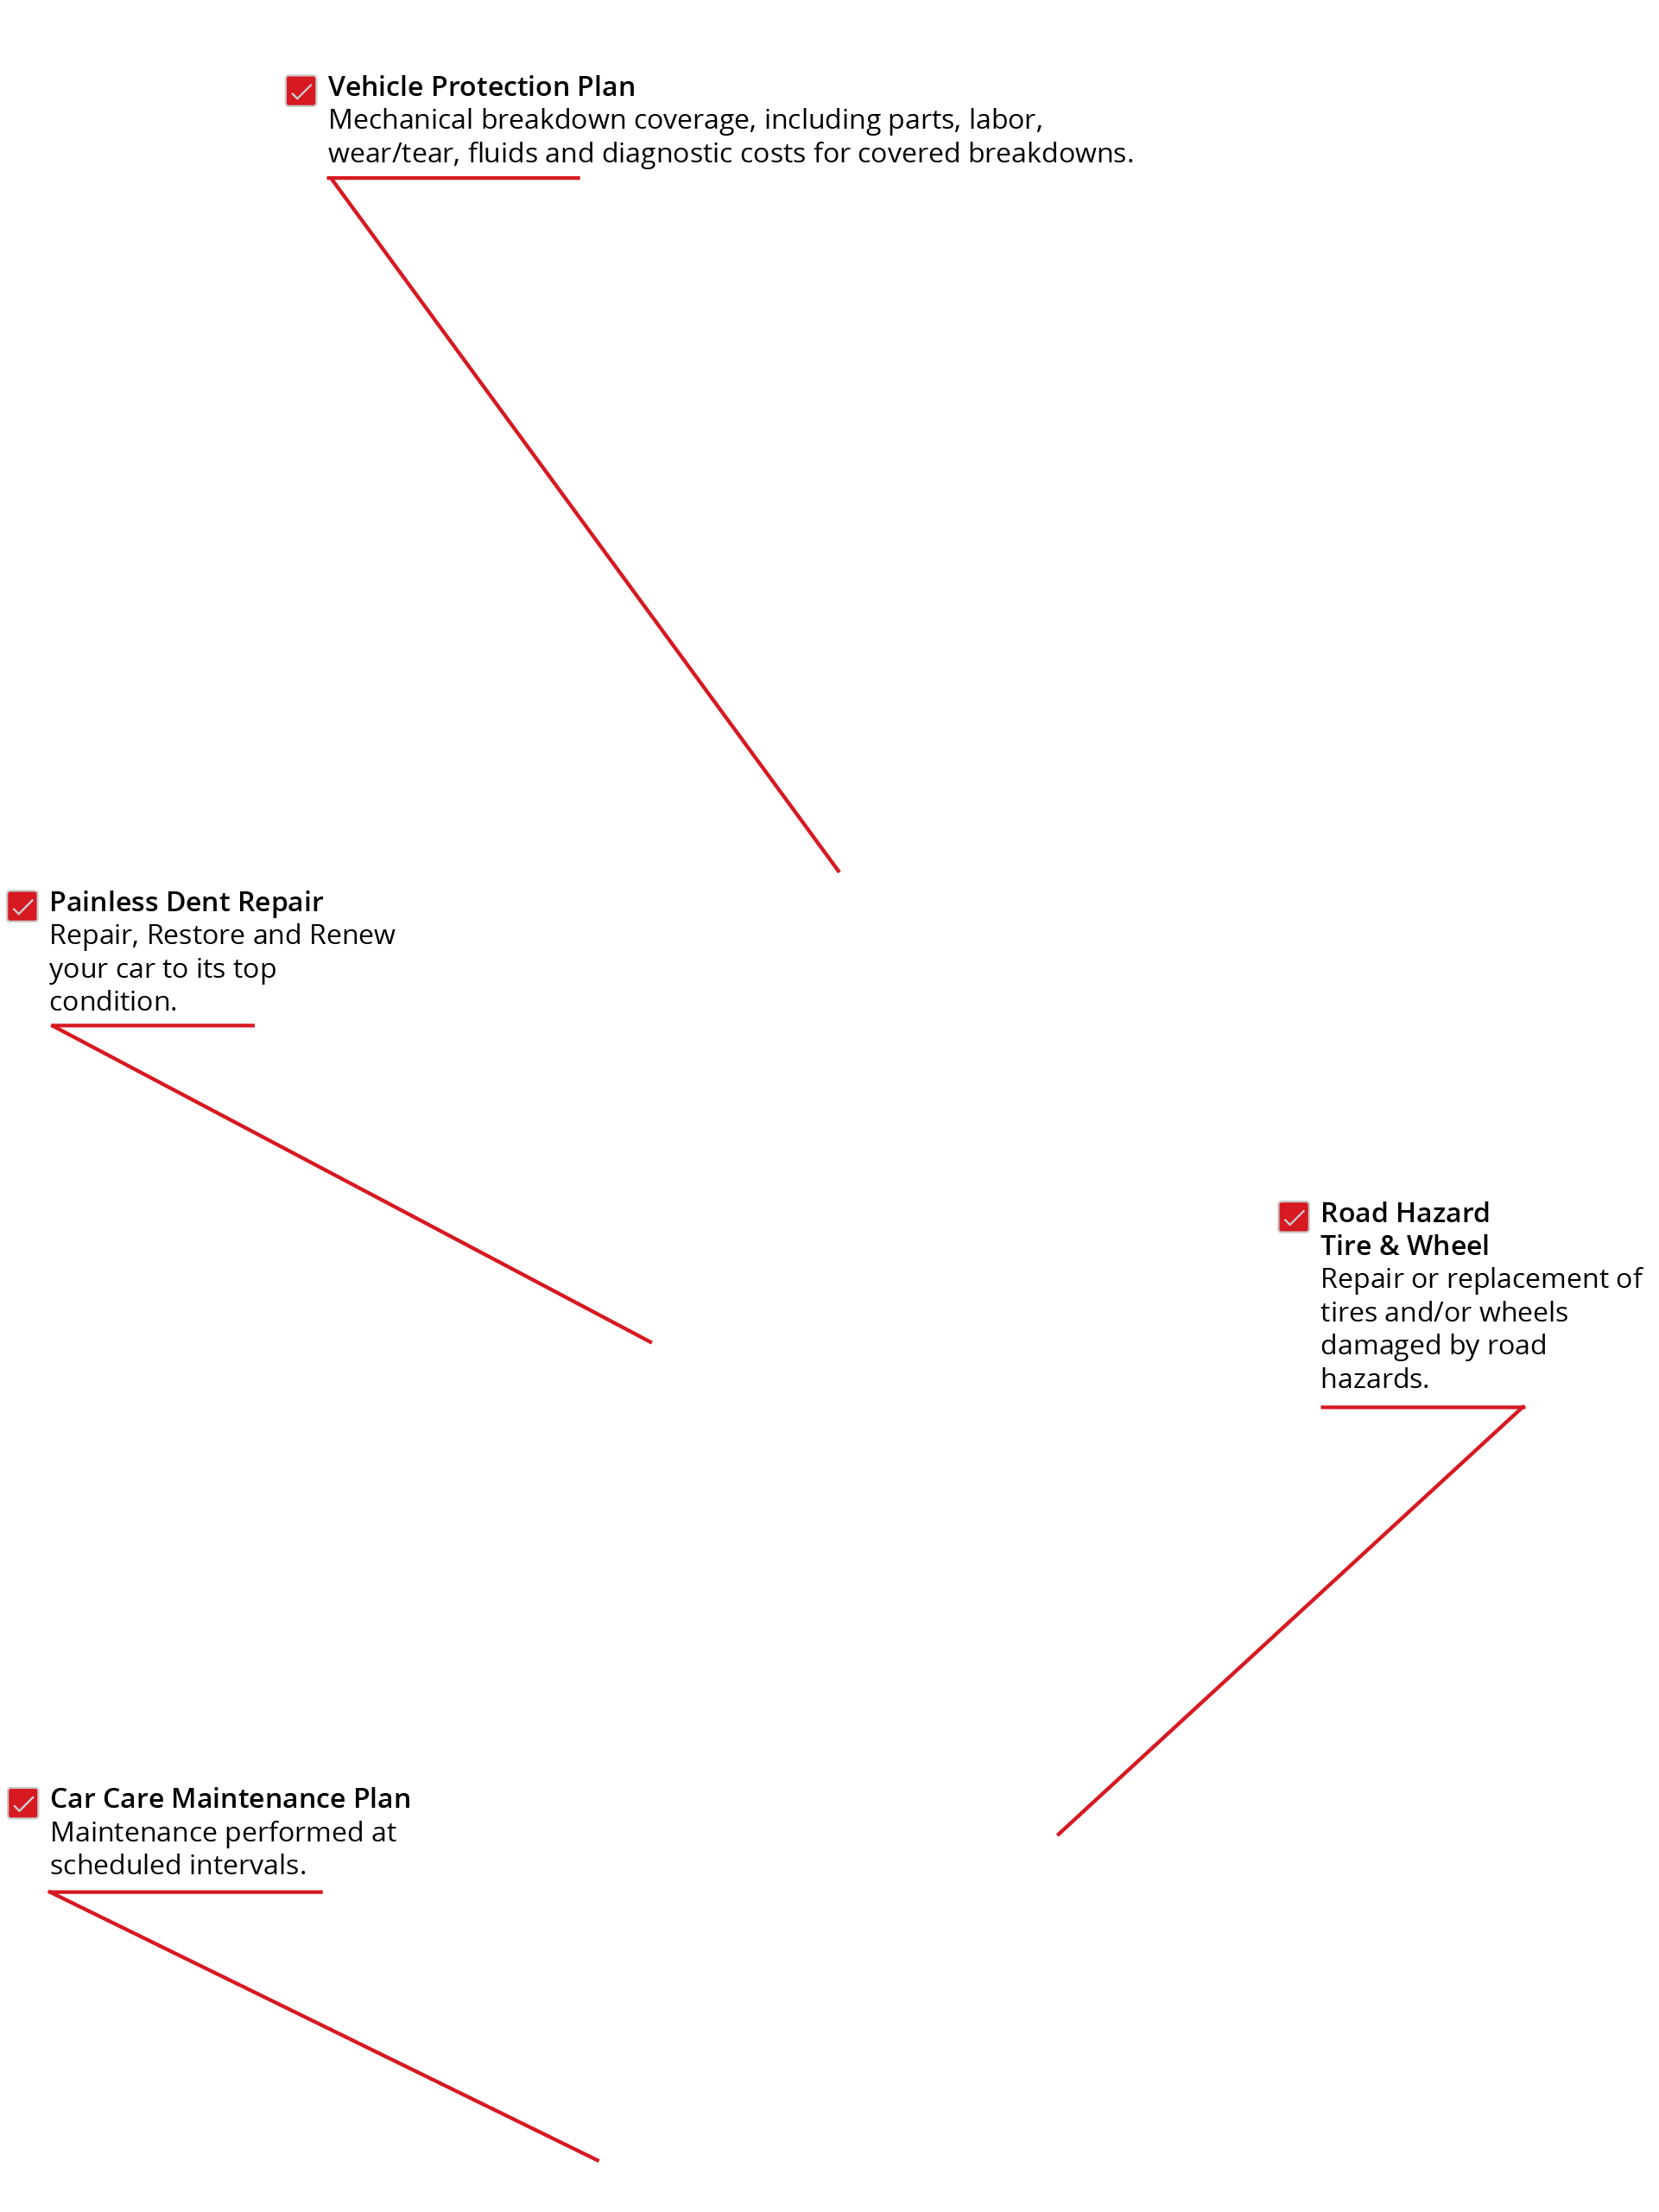 Vehicle Protection Plan
Mechanical breakdown coverage, including parts, labor,
wear/tear, fluids and diagnostic costs for covered breakdowns.
Painless Dent Repair
Repair, Restore and Renew
your car to its top
condition.
Road Hazard
Tire & Wheel
Repair or replacement of
tires and/or wheels
damaged by road
hazards.
Car Care Maintenance Plan
Maintenance performed at
scheduled intervals.